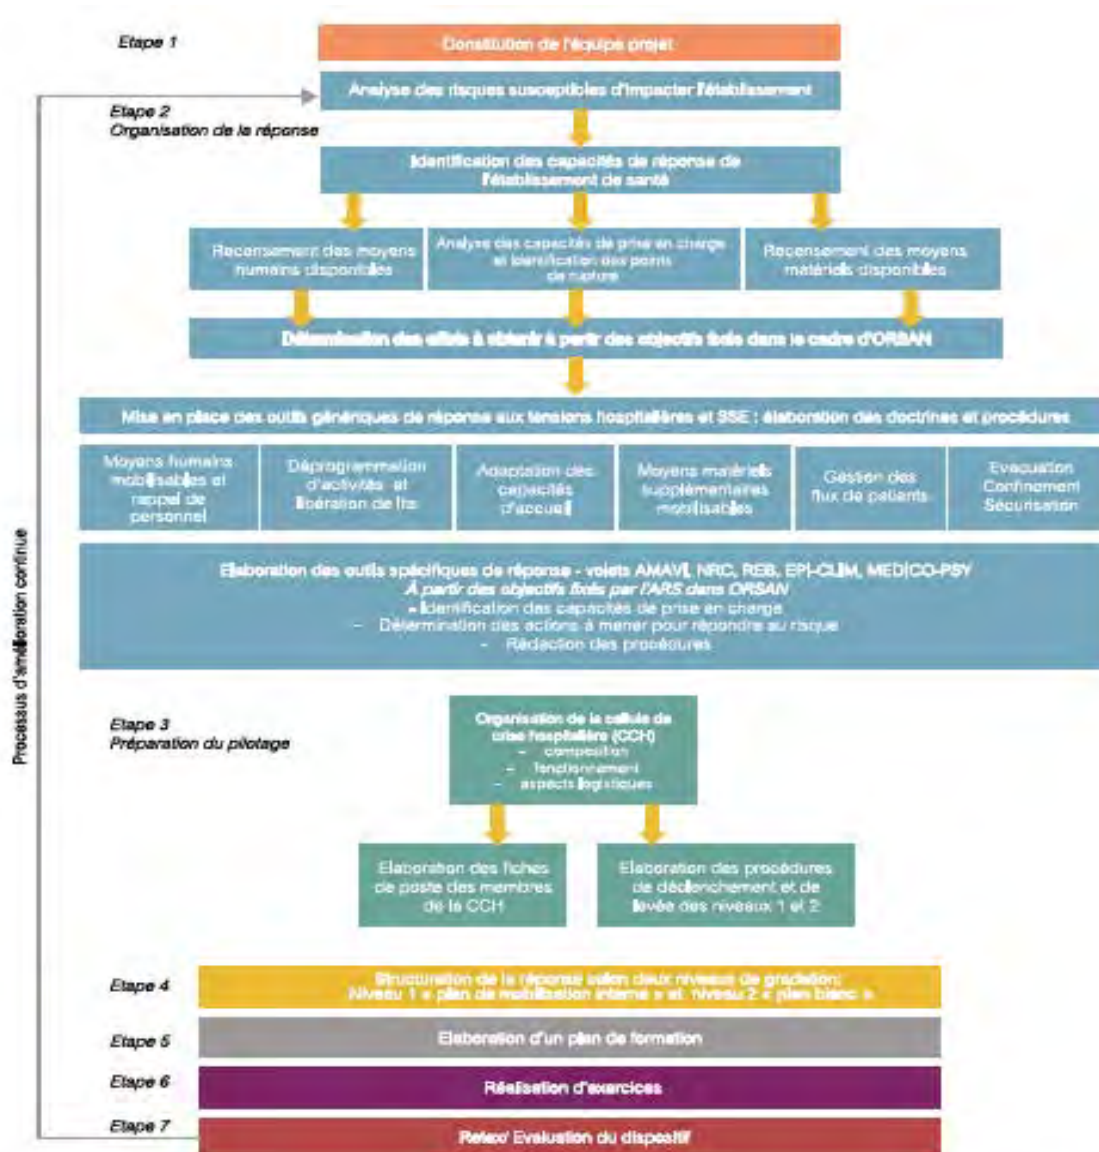 Etape 1
Constitution de l'équipe projet
Analyse des risques susceptibles d'impacter l'établissement
Etape 2
Organisation de la réponse
Identification des capacités de réponse de
l'établissement de santé
Recensement des moyens
humains disponibles
Analyse des capacités de prise en charge
et identification des points
de rupture
Recensement des moyens
matériels disponibles
Détermination des effets à obtenir à partir des objectifs fixés dans le cadre d'ORSAN
Mise en place des outils génériques de réponse aux tensions hospitalières et SSE : élaboration des doctrines et procédures
Moyens humains
mobilisables et
rappel de
personnel
Déprogrammation
d'activités et
libération de lits
Adaptation des
capacités
d'accueil
Moyens matériels
supplémentaires
mobilisables
Gestion des
flux de patients
Evacuation
Confinement
Sécurisation
Elaboration des outils spécifiques de réponse - volets AMAVI, NRC, REB, EPI-CLIM, MEDICO-PSY
À partir des objectifs fixés par l'ARS dans ORSAN
- Identification des capacités de prise en charge
- Détermination des actions à mener pour répondre au risque
- Rédaction des procédures
Processus d'amélioration continue
Etape 3
Préparation du pilotage
Organisation de la cellule de
crise hospitalière (CCH)
- composition
- fonctionnement
- aspects logistiques
Elaboration des fiches
de poste des membres
de la CCH
Elaboration des procédures
de déclenchement et de
levée des niveaux 1 et 2
Etape 4
Structuration de la réponse selon deux niveaux de gradation:
Niveau 1 « plan de mobilisation interne » et niveau 2 « plan blanc »
Etape 5
Elaboration d'un plan de formation
Etape 6
Réalisation d'exercices
Etape 7
Retex/ Evaluation du dispositif